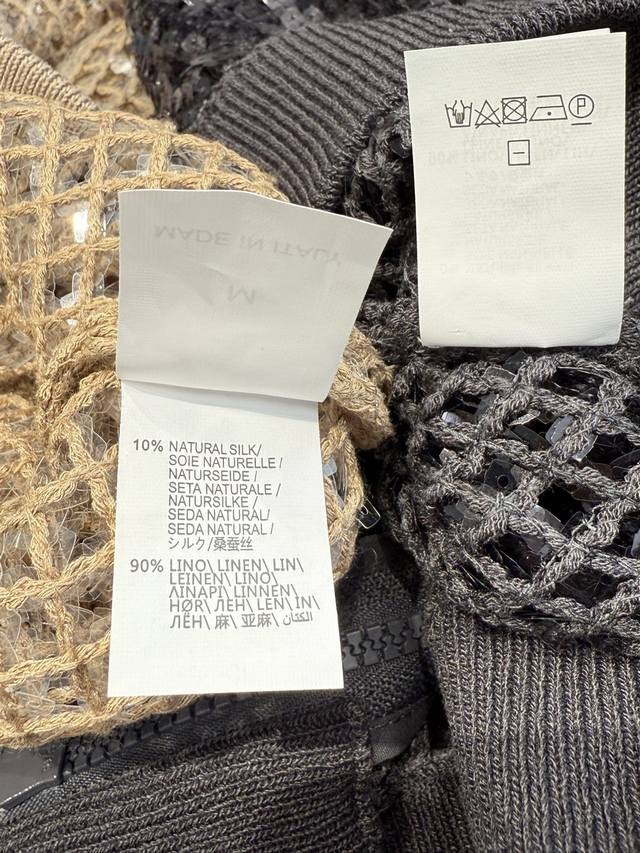 MADE IN ITALY
M
10% NATURAL SILK/
SOIE NATURELLE/
NATURSEIDE/
SETA NATURALE/
NATURSILKE/
SEDA NATURAL/
SEDA NATURAL/
シルク/桑蚕丝
90% LINO\ LINEN\ LIN\
LEINEN\ LINO\
ΛΙΝΑΡΙ\ LINNEN\
HØR\ ЛЕН\ LEN\ IN\
ЛЁН\ 麻\ 亚麻\ الكتان\
P